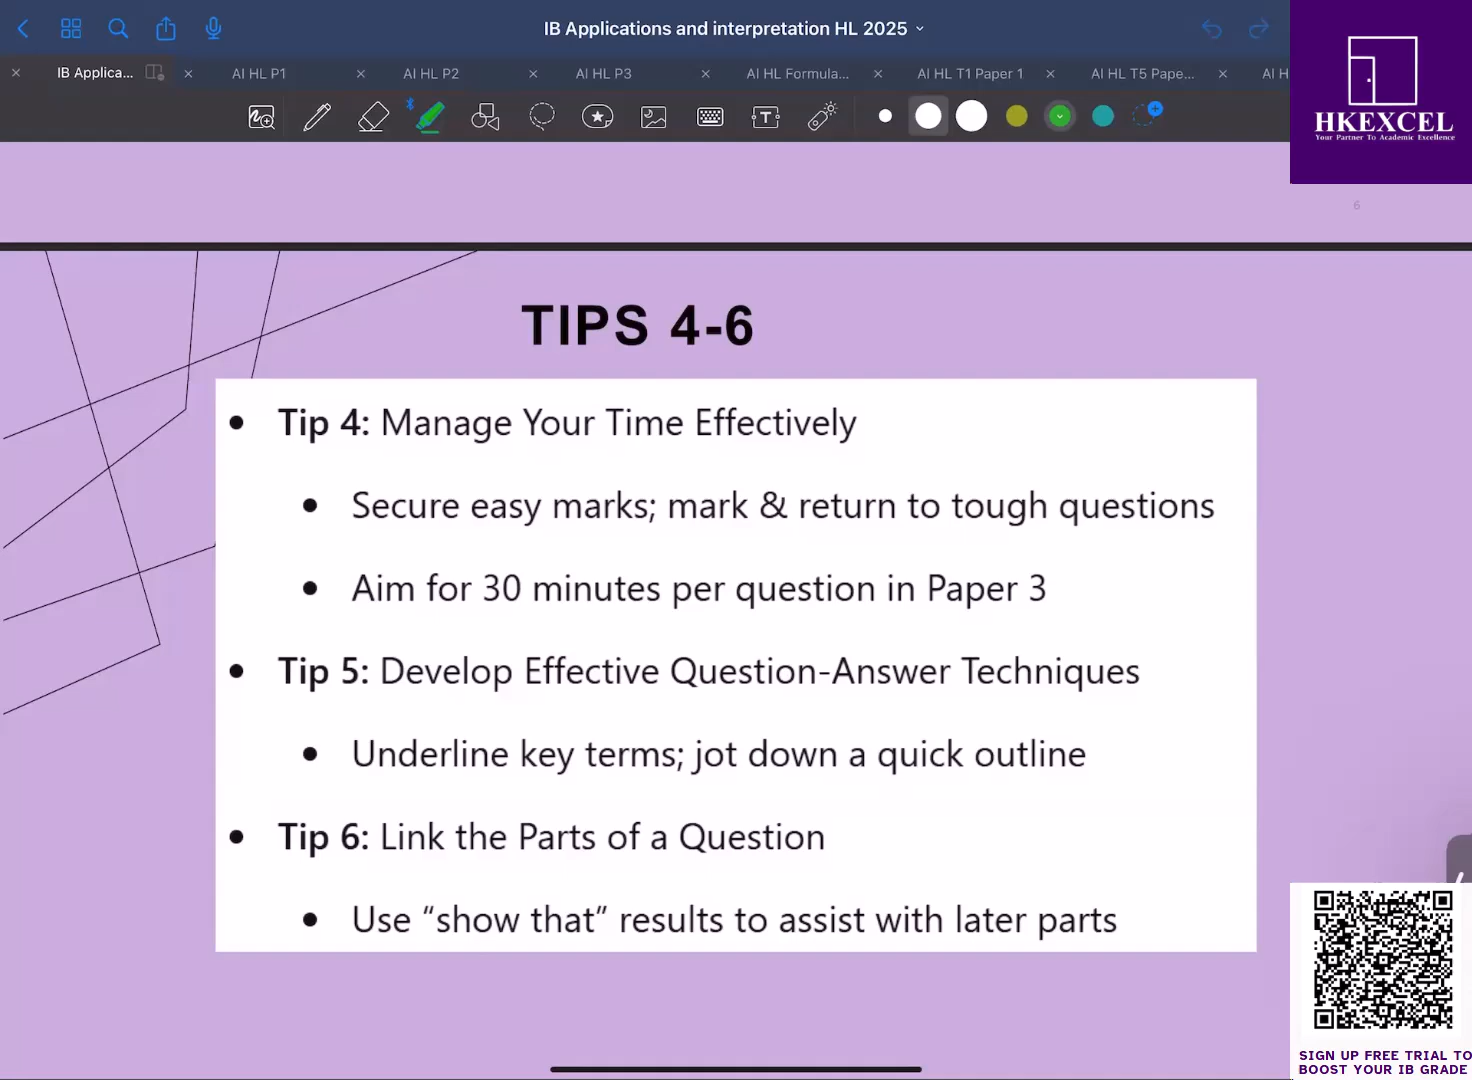 IB Applications and interpretation HL 2025
IB Applica...
AI HL P1
AI HL P2
AI HL P3
AI HL Formula...
AI HL T1 Paper 1
AI HL T5 Pape...
AI H
HKEXCEL
Your Partner To Academic Excellence
6
TIPS 4-6
• Tip 4: Manage Your Time Effectively
• Secure easy marks; mark & return to tough questions
• Aim for 30 minutes per question in Paper 3
• Tip 5: Develop Effective Question-Answer Techniques
• Underline key terms; jot down a quick outline
• Tip 6: Link the Parts of a Question
• Use “show that” results to assist with later parts
SIGN UP FREE TRIAL TO
BOOST YOUR IB GRADE